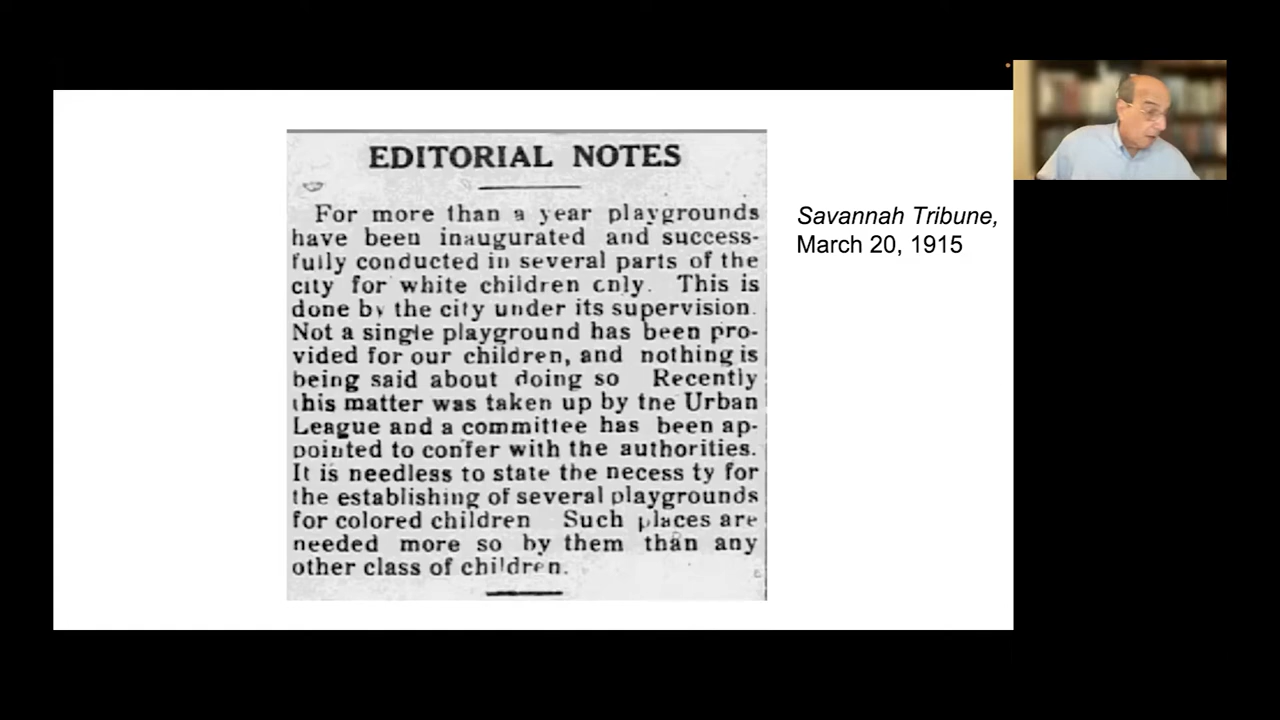 EDITORIAL NOTES
For more than a year playgrounds
have been inaugurated and success-
fully conducted in several parts of the
city for white children only. This is
done by the city under its supervision.
Not a single playground has been pro-
vided for our children, and nothing is
being said about doing so Recently
this matter was taken up by the Urban
League and a committee has been ap-
pointed to confer with the authorities.
It is needless to state the necess ty for
the establishing of several playgrounds
for colored children Such places are
needed more so by them than any
other class of children.
Savannah Tribune,
March 20, 1915